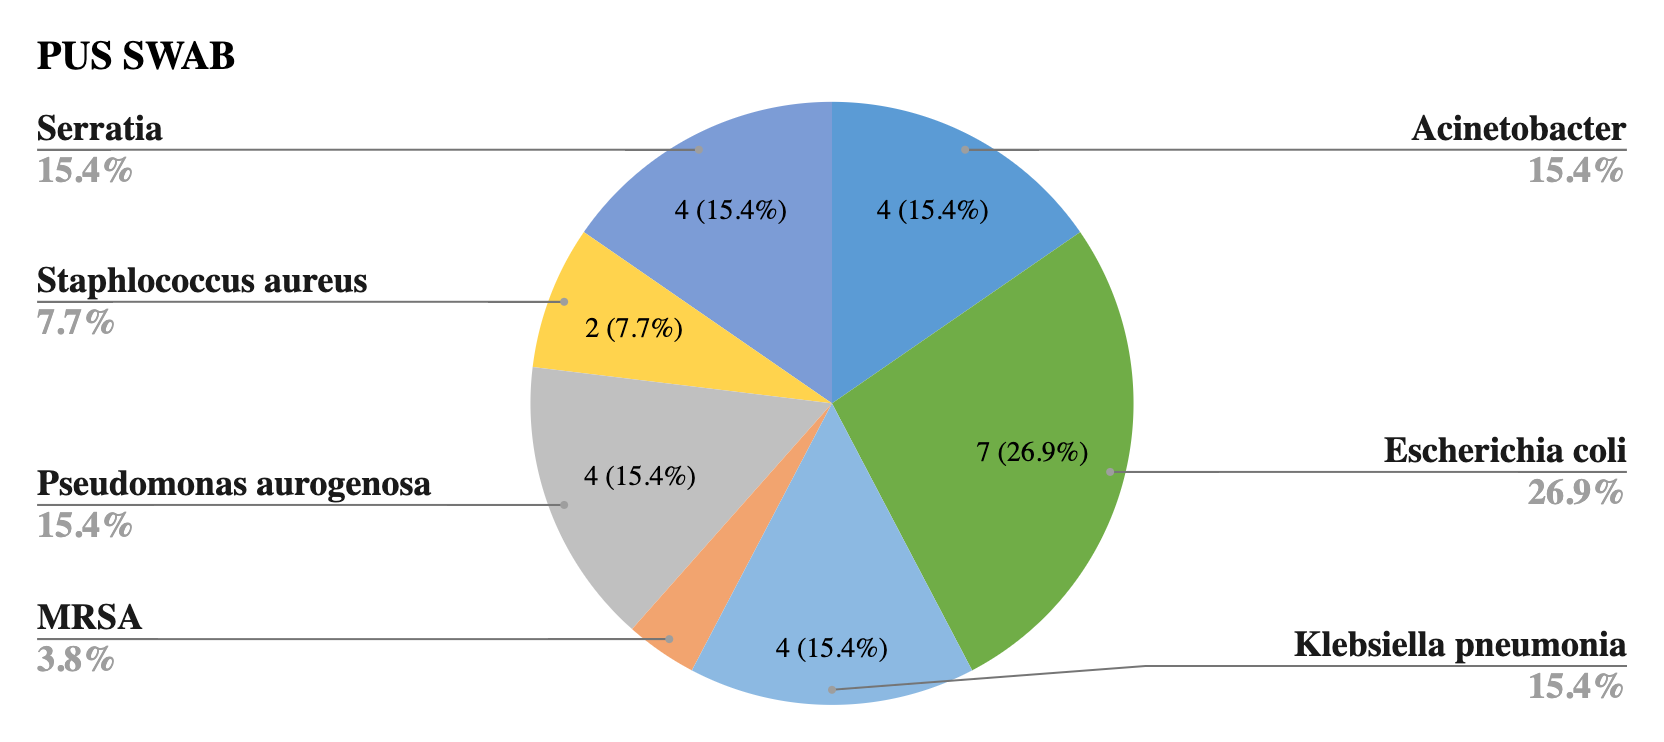 PUS SWAB
Serratia
15.4%
Staphlococcus aureus
7.7%
Pseudomonas aurogenosa
15.4%
MRSA
3.8%
4 (15.4%)
4 (15.4%)
2 (7.7%)
7 (26.9%)
4 (15.4%)
4 (15.4%)
Acinetobacter
15.4%
Escherichia coli
26.9%
Klebsiella pneumonia
15.4%